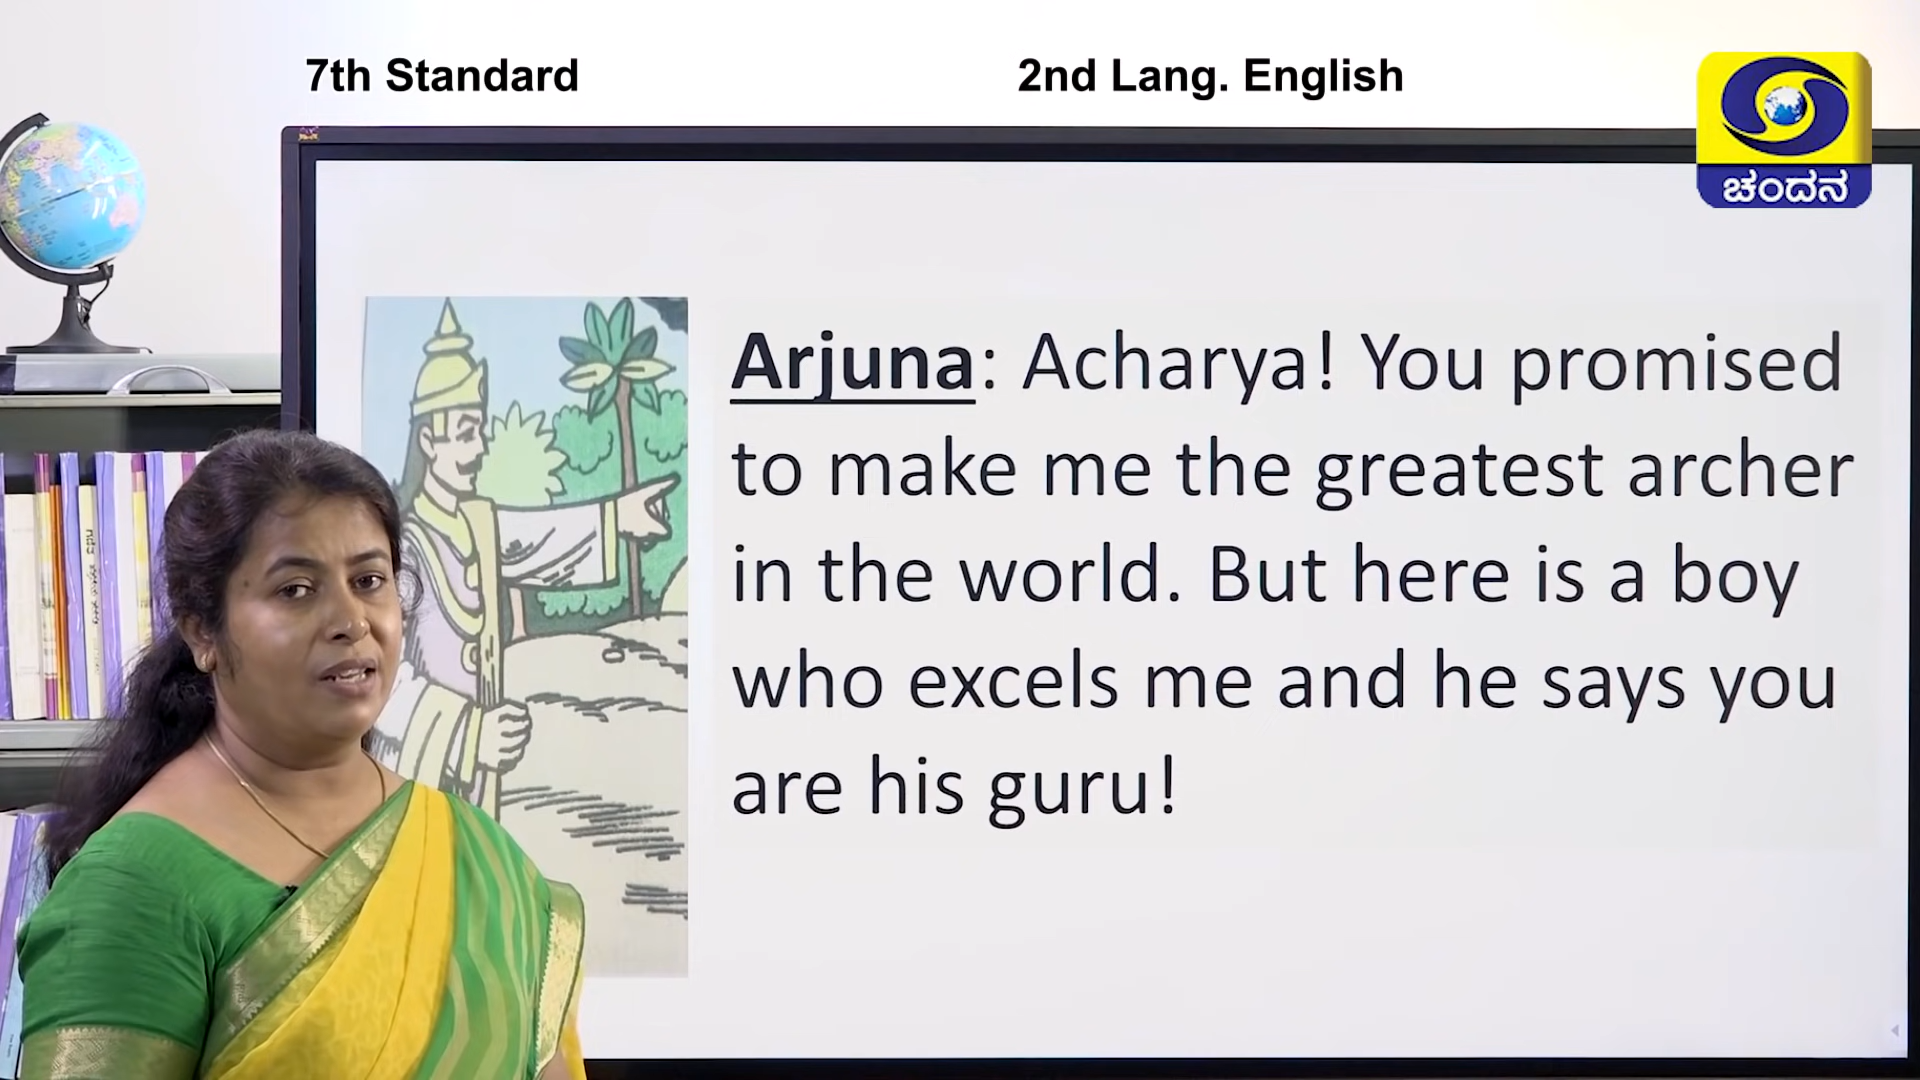 7th Standard
2nd Lang. English
ಚಂದನ
Arjuna: Acharya! You promised
to make me the greatest archer
in the world. But here is a boy
who excels me and he says you
are his guru!